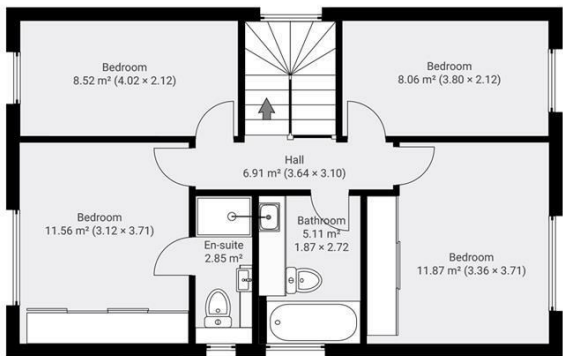 Bedroom
8.52 m² (4.02 × 2.12)
Bedroom
8.06 m² (3.80 × 2.12)
Hall
6.91 m² (3.64 × 3.10)
Bedroom
11.56 m² (3.12 × 3.71)
En-suite
2.85 m²
Bathroom
5.11 m²
1.87 × 2.72
Bedroom
11.87 m² (3.36 × 3.71)